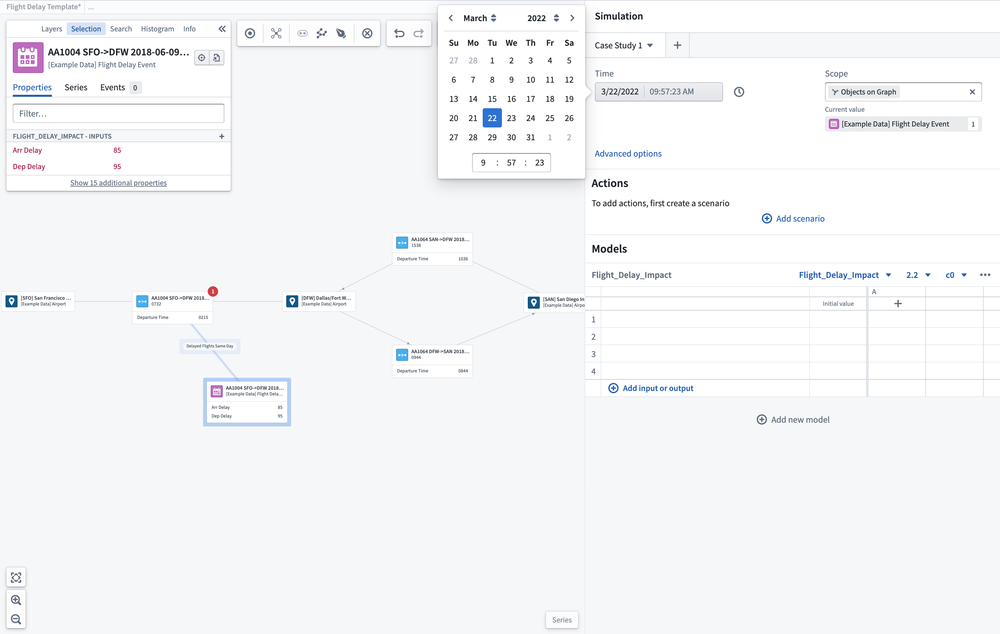 Flight Delay Template* ...
Layers Selection Search Histogram Info
AA1004 SFO->DFW 2018-06-09...
[Example Data] Flight Delay Event
Properties Series Events 0
Filter...
FLIGHT_DELAY_IMPACT - INPUTS
Arr Delay 85
Dep Delay 95
Show 15 additional properties
March 2022
Su Mo Tu We Th Fr Sa
27 28 1 2 3 4 5
6 7 8 9 10 11 12
13 14 15 16 17 18 19
20 21 22 23 24 25 26
27 28 29 30 31 1 2
9 : 57 : 23
AA1064 SAN->DFW 2018...
1538
Departure Time 1036
[SFO] San Francisco ...
[Example Data] Airport
1
AA1004 SFO->DFW 2018...
0732
Departure Time 0215
[DFW] Dallas/Fort W...
[Example Data] Airport
[SAN] San Diego In
[Example Data] Airpo
Delayed Flights Same Day
AA1064 DFW->SAN 2018...
0944
Departure Time 0844
AA1004 SFO->DFW 2018...
[Example Data] Flight Dela...
Arr Delay 85
Dep Delay 95
Series
Simulation
Case Study 1
Time
3/22/2022 09:57:23 AM
Scope
Objects on Graph
Current value
[Example Data] Flight Delay Event 1
Advanced options
Actions
To add actions, first create a scenario
Add scenario
Models
Flight_Delay_Impact Flight_Delay_Impact 2.2 c0
A
Initial value
1
2
3
4
Add input or output
Add new model